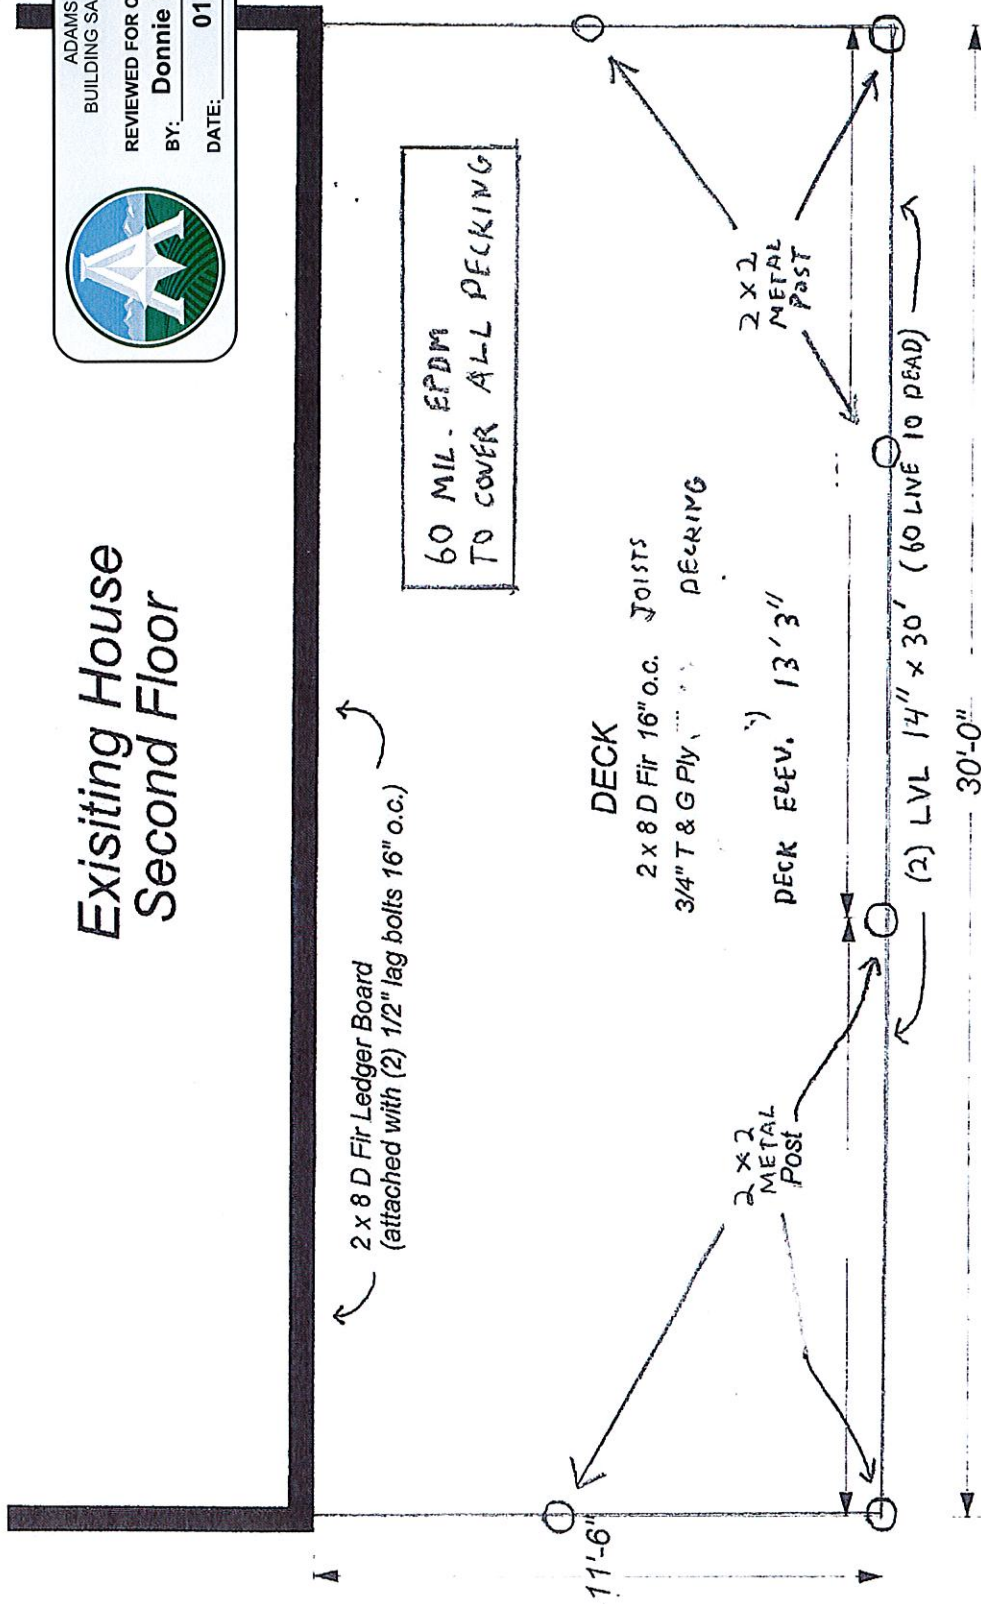 Exisiting House
Second Floor
ADAMS
BUILDING SA
REVIEWED FOR C
BY: Donnie
DATE: 01
2 x 8 D Fir Ledger Board
(attached with (2) 1/2" lag bolts 16" o.c.)
60 MIL. EPDM
TO COVER ALL DECKING
DECK
2 x 8 D Fir 16" o.c. JOISTS
3/4" T & G Ply DECKING
DECK ELEV. 13' 3"
2 x 2
METAL
Post
2 x 2
METAL
POST
(2) LVL 14" x 30' (60 LIVE 10 DEAD)
11'-6"
30'-0"